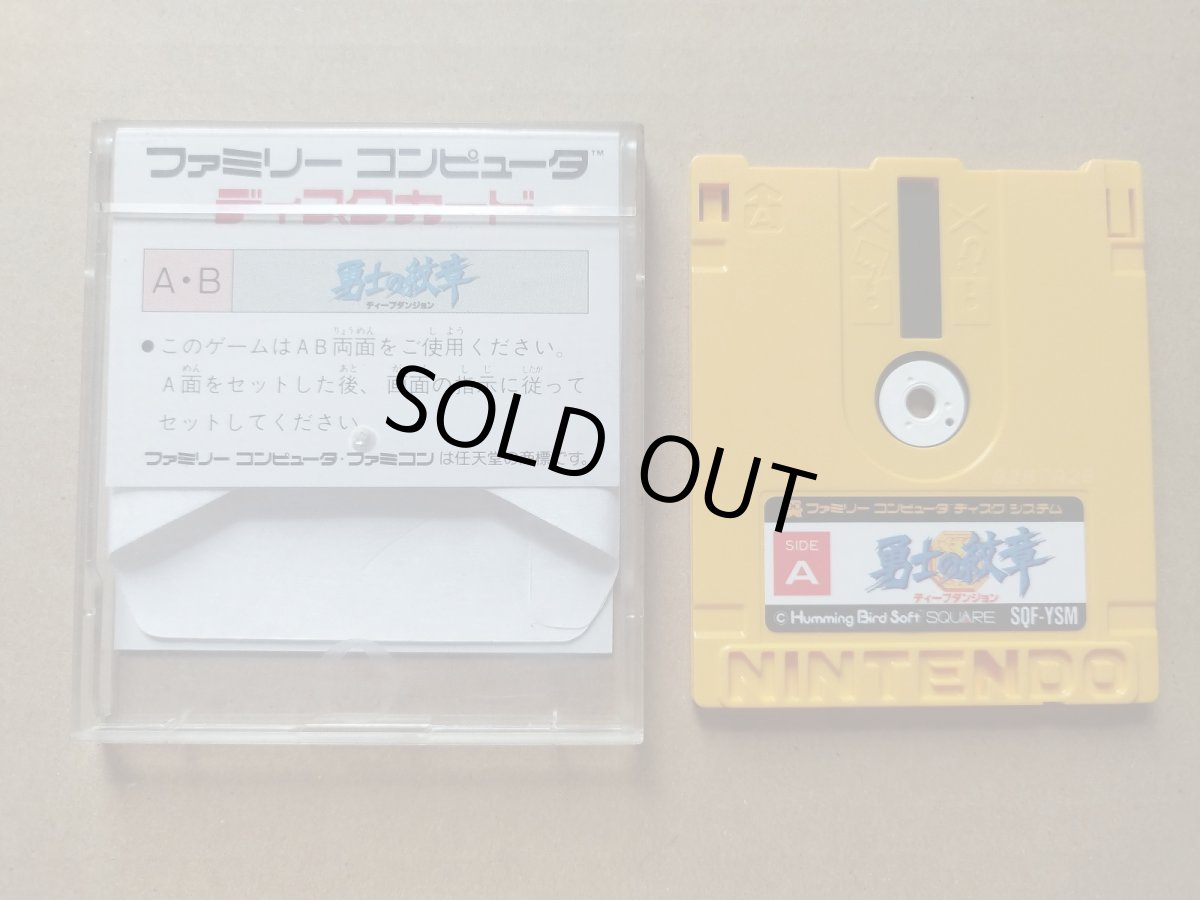 ファミリー コンピュータ™
ディスクカード
A・B
勇士の紋章
ディープダンジョン
●このゲームはAB両面をご使用ください。
A面をセットした後、画面の指示に従って
セットしてください。
ファミリー コンピュータ・ファミコン は任天堂の商標です。
SOLD OUT
A
B
ファミリー コンピュータ ディスク システム
SIDE
A
勇士の紋章
ディープダンジョン
© Humming Bird Soft SQUARE SQF-YSM
NINTENDO